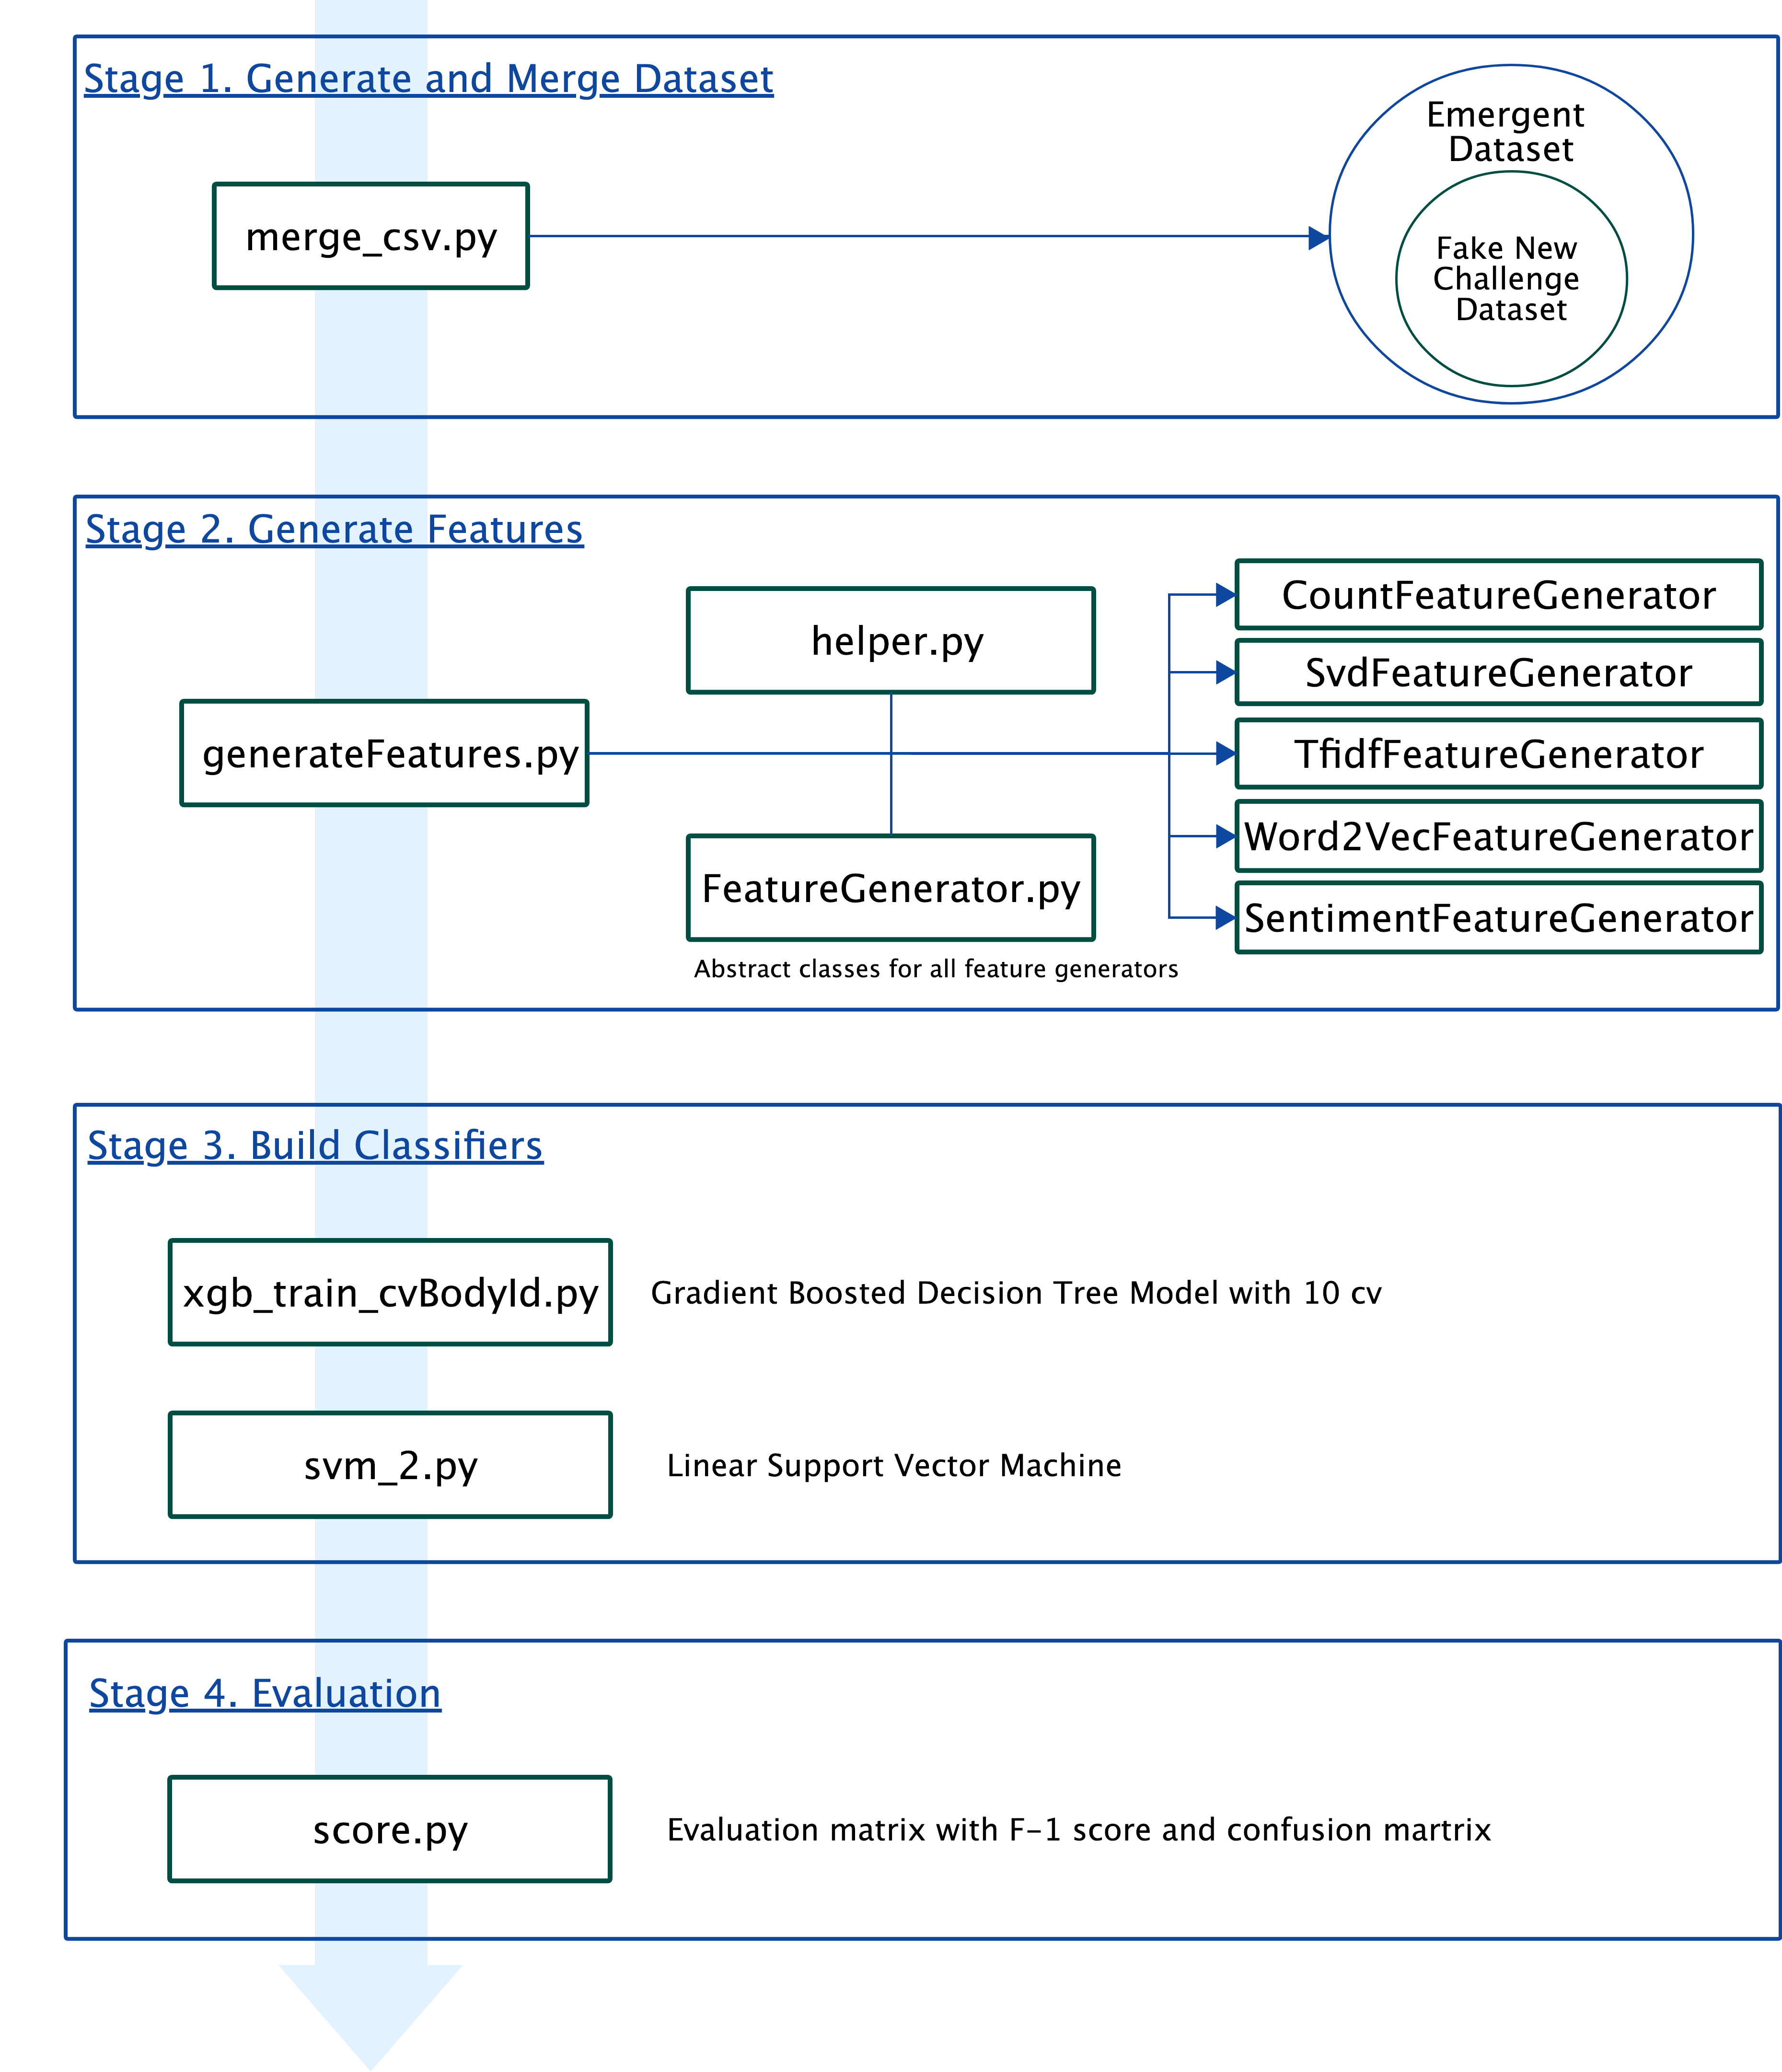 Stage 1. Generate and Merge Dataset
Emergent
Dataset
merge_csv.py
Fake New
Challenge
Dataset
Stage 2. Generate Features
CountFeatureGenerator
helper.py
SvdFeatureGenerator
generateFeatures.py
TfidfFeatureGenerator
Word2VecFeatureGenerator
FeatureGenerator.py
SentimentFeatureGenerator
Abstract classes for all feature generators
Stage 3. Build Classifiers
xgb_train_cvBodyId.py
Gradient Boosted Decision Tree Model with 10 cv
svm_2.py
Linear Support Vector Machine
Stage 4. Evaluation
score.py
Evaluation matrix with F-1 score and confusion martrix